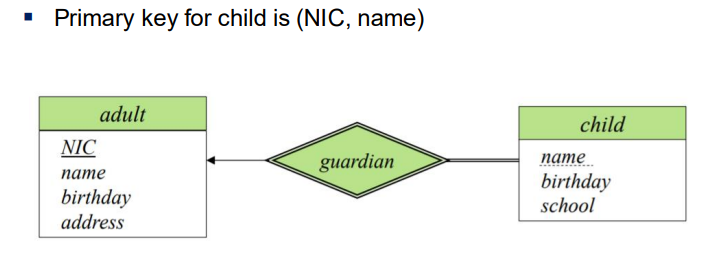 ▪ Primary key for child is (NIC, name)
adult
NIC
name
birthday
address
guardian
child
name
birthday
school